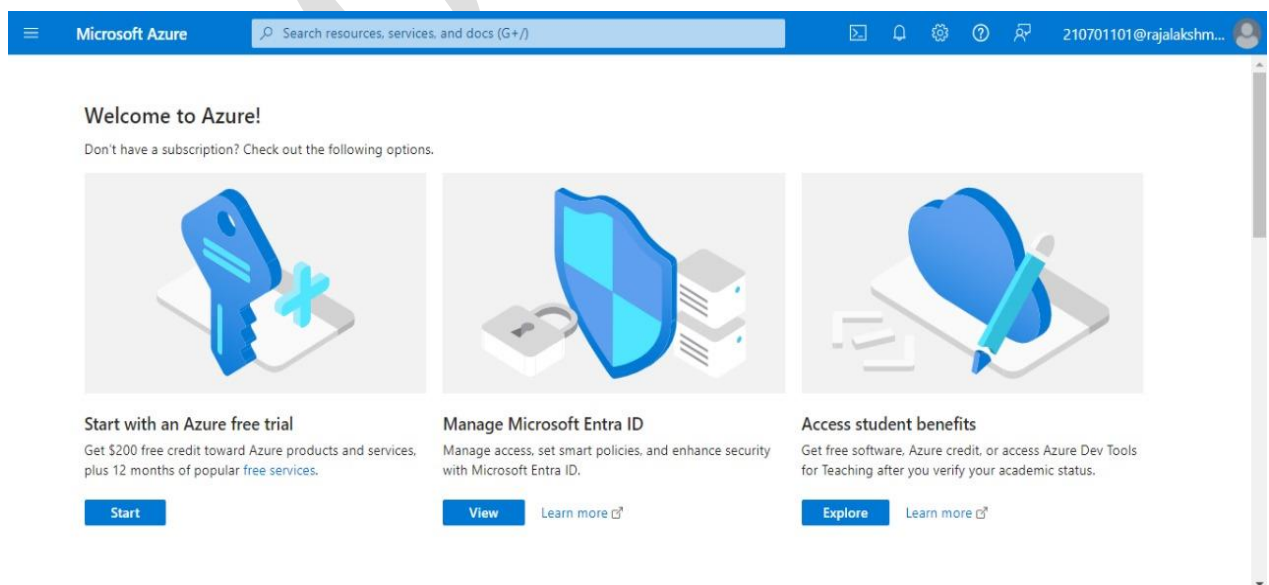 Microsoft Azure
Search resources, services, and docs (G+/)
210701101@rajalakshm...
Welcome to Azure!
Don't have a subscription? Check out the following options.
Start with an Azure free trial
Get $200 free credit toward Azure products and services,
plus 12 months of popular free services.
Start
Manage Microsoft Entra ID
Manage access, set smart policies, and enhance security
with Microsoft Entra ID.
View Learn more
Access student benefits
Get free software, Azure credit, or access Azure Dev Tools
for Teaching after you verify your academic status.
Explore Learn more